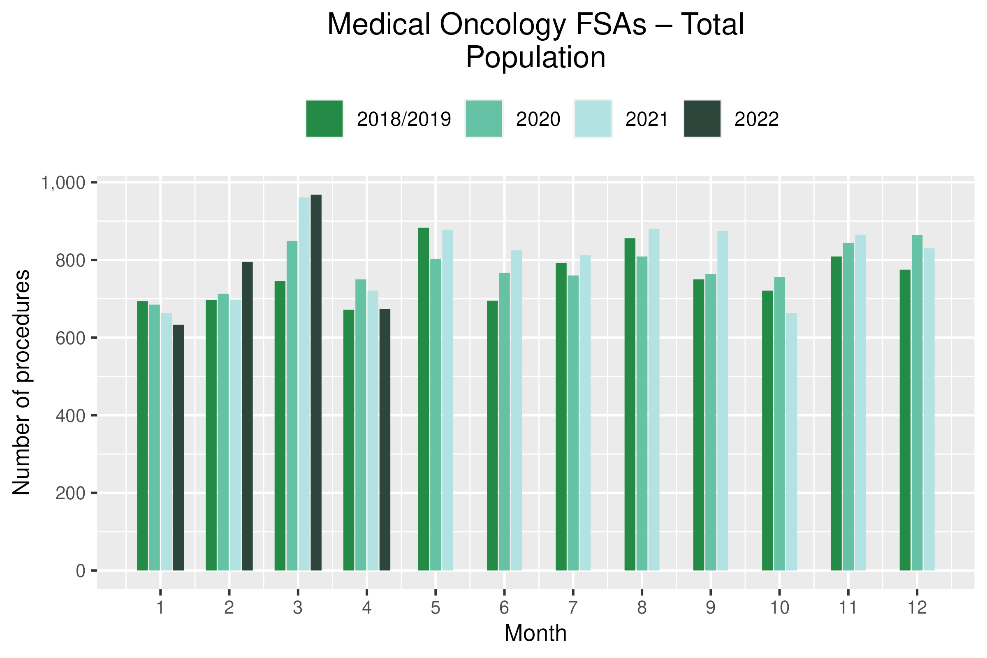 Medical Oncology FSAs – Total
Population
2018/2019 2020 2021 2022
1,000
800
600
400
200
0
Number of procedures
1 2 3 4 5 6 7 8 9 10 11 12
Month